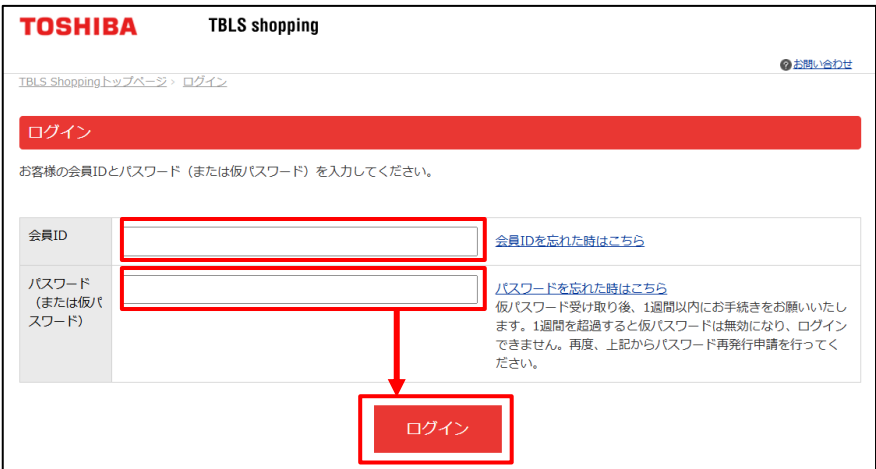 TOSHIBA TBLS shopping
?お問い合わせ
TBLS Shoppingトップページ › ログイン
ログイン
お客様の会員IDとパスワード（または仮パスワード）を入力してください。
会員ID
会員IDを忘れた時はこちら
パスワード
（または仮パ
スワード）
パスワードを忘れた時はこちら
仮パスワード受け取り後、1週間以内にお手続きをお願いいたし
ます。1週間を超過すると仮パスワードは無効になり、ログイン
できません。再度、上記からパスワード再発行申請を行ってく
ださい。
ログイン